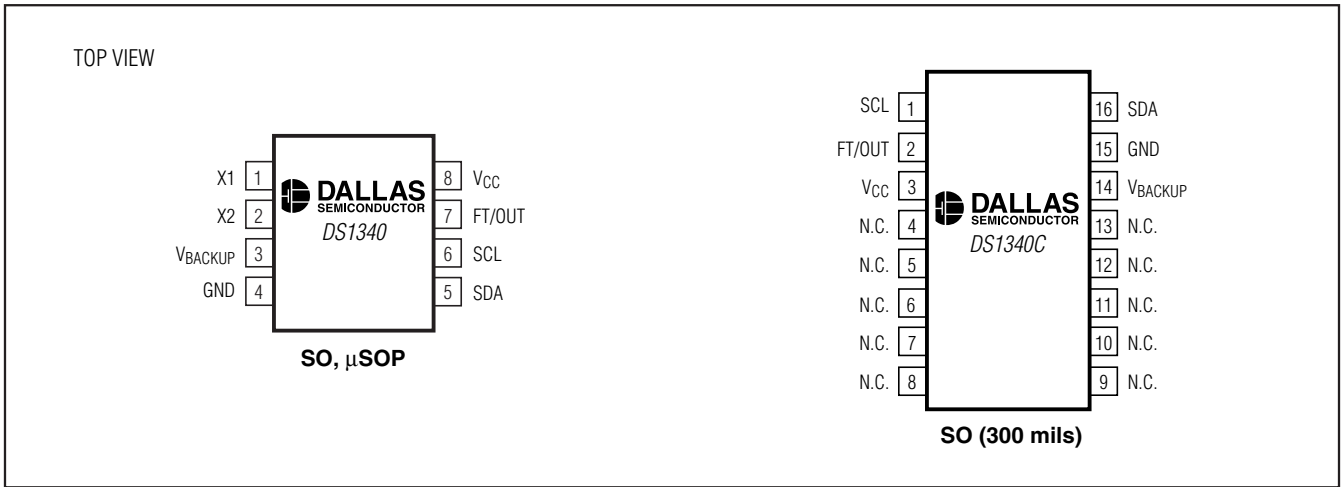 TOP VIEW
X1 1
X2 2
VBACKUP 3
GND 4
8 VCC
7 FT/OUT
6 SCL
5 SDA
DALLAS
SEMICONDUCTOR
DS1340
SO, µSOP
SCL 1
FT/OUT 2
VCC 3
N.C. 4
N.C. 5
N.C. 6
N.C. 7
N.C. 8
16 SDA
15 GND
14 VBACKUP
13 N.C.
12 N.C.
11 N.C.
10 N.C.
9 N.C.
DALLAS
SEMICONDUCTOR
DS1340C
SO (300 mils)